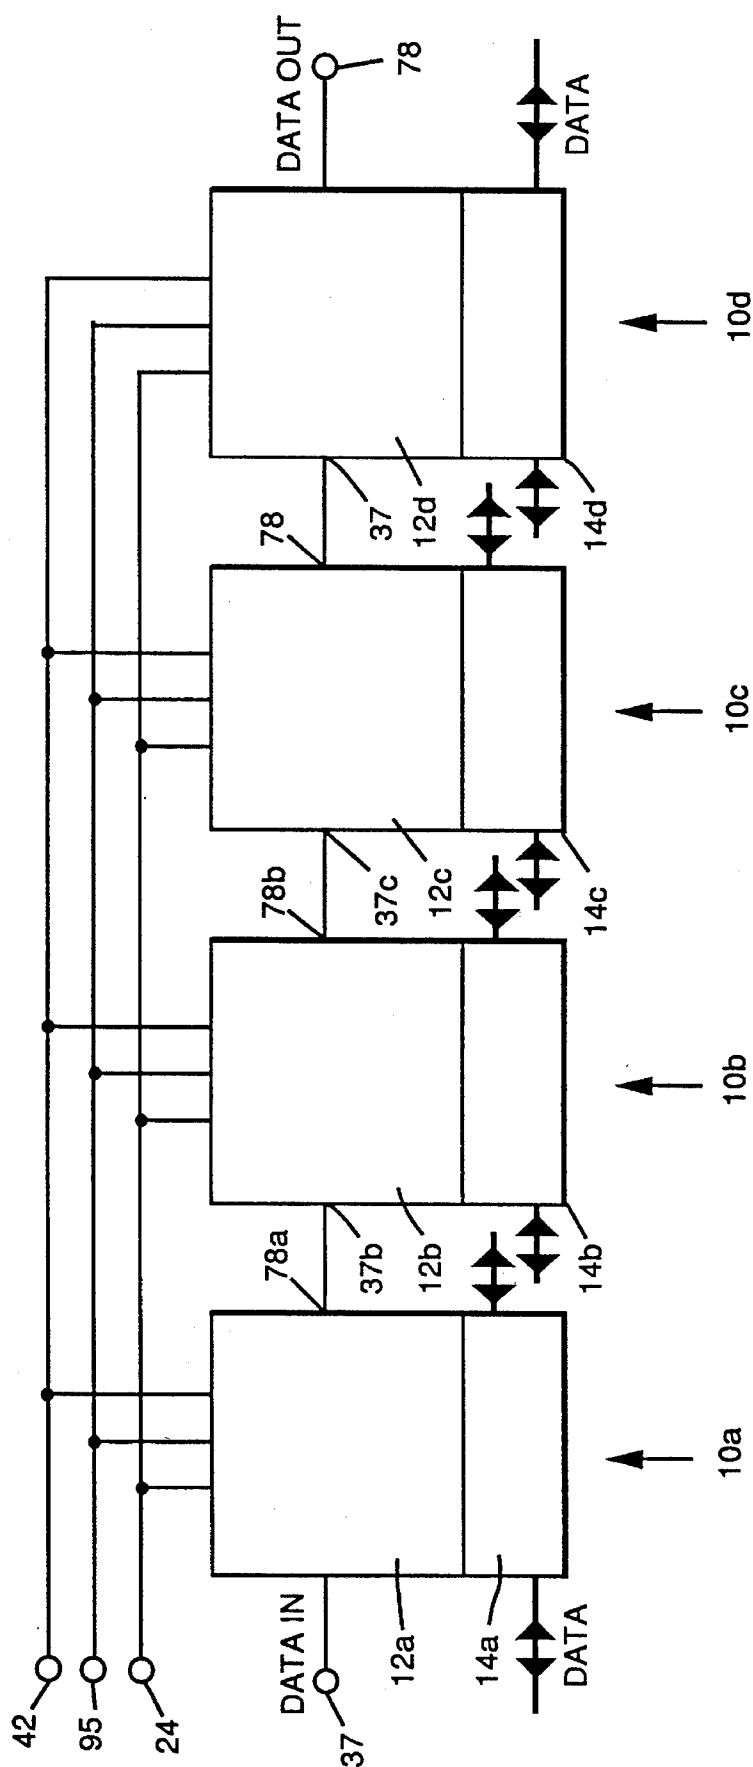 42
95
24
DATA IN
37
12a
14a
DATA
10a
78a
37b
12b
14b
10b
78b
37c
12c
14c
10c
78
37
12d
14d
10d
DATA OUT
78
DATA